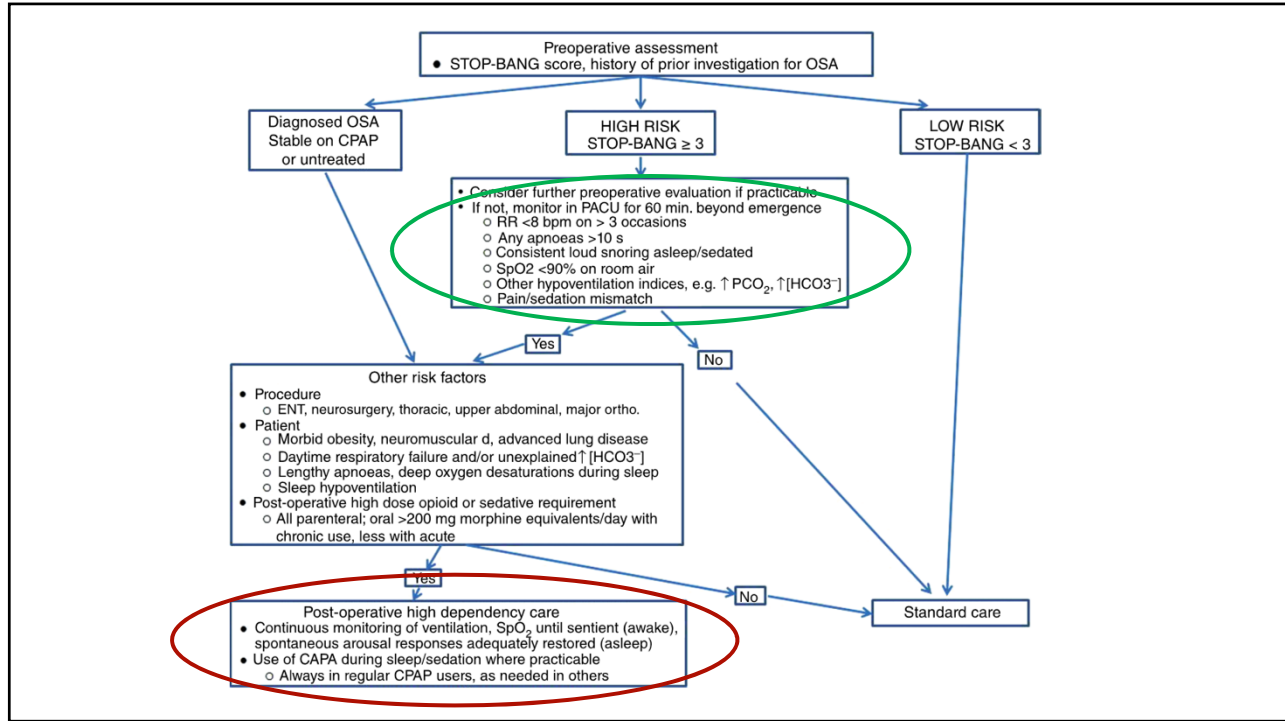 Preoperative assessment
● STOP-BANG score, history of prior investigation for OSA
Diagnosed OSA
Stable on CPAP
or untreated
HIGH RISK
STOP-BANG ≥ 3
LOW RISK
STOP-BANG < 3
• Consider further preoperative evaluation if practicable
• If not, monitor in PACU for 60 min. beyond emergence
○ RR <8 bpm on > 3 occasions
○ Any apnoeas >10 s
○ Consistent loud snoring asleep/sedated
○ SpO2 <90% on room air
○ Other hypoventilation indices, e.g. ↑PCO₂, ↑[HCO3⁻]
○ Pain/sedation mismatch
Yes
No
Other risk factors
● Procedure
○ ENT, neurosurgery, thoracic, upper abdominal, major ortho.
● Patient
○ Morbid obesity, neuromuscular d, advanced lung disease
○ Daytime respiratory failure and/or unexplained↑[HCO3⁻]
○ Lengthy apnoeas, deep oxygen desaturations during sleep
○ Sleep hypoventilation
● Post-operative high dose opioid or sedative requirement
○ All parenteral; oral >200 mg morphine equivalents/day with
chronic use, less with acute
Yes
No
Post-operative high dependency care
● Continuous monitoring of ventilation, SpO₂ until sentient (awake),
spontaneous arousal responses adequately restored (asleep)
● Use of CAPA during sleep/sedation where practicable
○ Always in regular CPAP users, as needed in others
Standard care